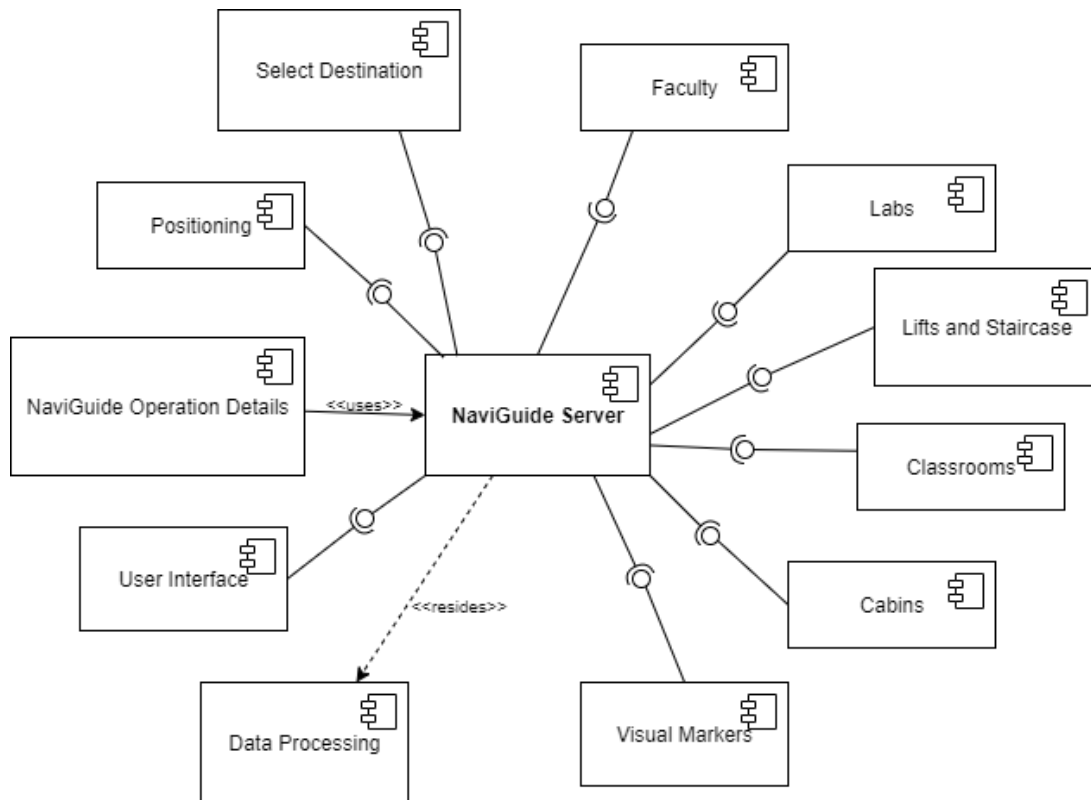 Select Destination
Faculty
Positioning
Labs
Lifts and Staircase
NaviGuide Operation Details
<<uses>>
NaviGuide Server
Classrooms
User Interface
<<resides>>
Cabins
Data Processing
Visual Markers